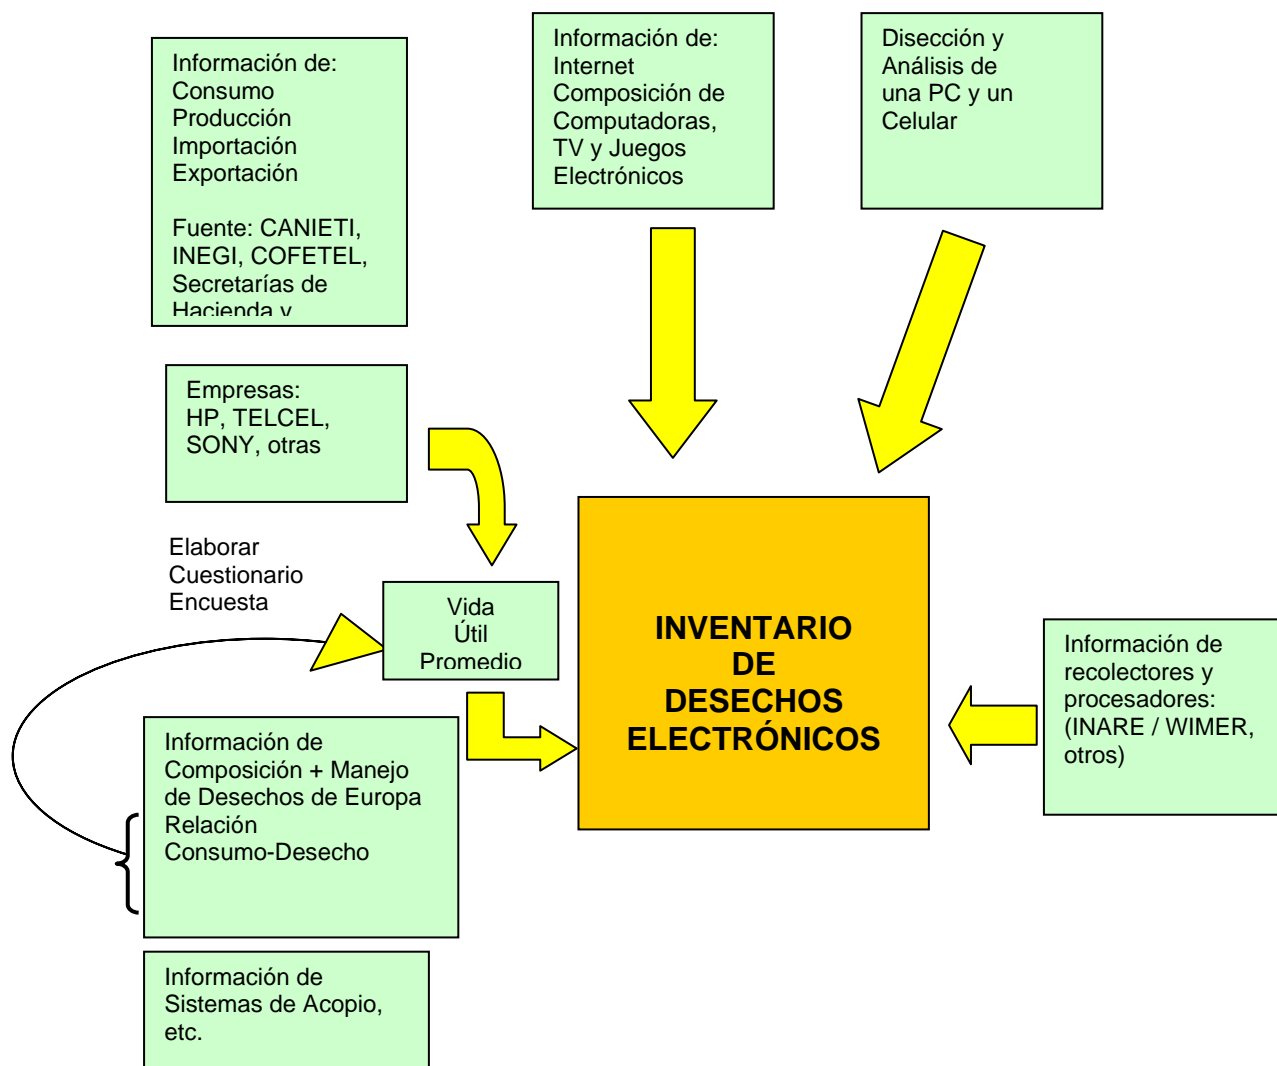 Información de:
Consumo
Producción
Importación
Exportación
Fuente: CANIETI,
INEGI, COFETEL,
Secretarías de
Hacienda y
Información de:
Internet
Composición de
Computadoras,
TV y Juegos
Electrónicos
Disección y
Análisis de
una PC y un
Celular
Empresas:
HP, TELCEL,
SONY, otras
Elaborar
Cuestionario
Encuesta
Vida
Útil
Promedio
INVENTARIO
DE
DESECHOS
ELECTRÓNICOS
Información de
recolectores y
procesadores:
(INARE / WIMER,
otros)
Información de
Composición + Manejo
de Desechos de Europa
Relación
Consumo-Desecho
Información de
Sistemas de Acopio,
etc.